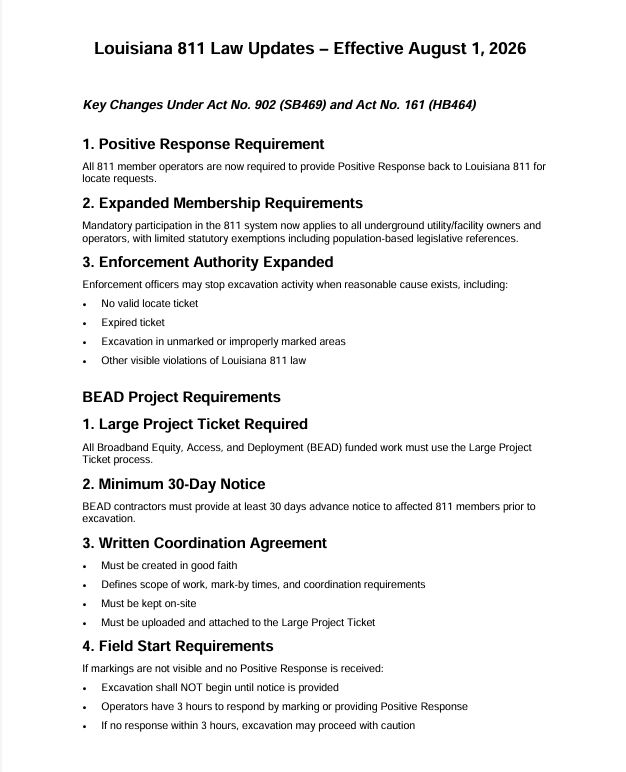 Louisiana 811 Law Updates – Effective August 1, 2026
Key Changes Under Act No. 902 (SB469) and Act No. 161 (HB464)
1. Positive Response Requirement
All 811 member operators are now required to provide Positive Response back to Louisiana 811 for
locate requests.
2. Expanded Membership Requirements
Mandatory participation in the 811 system now applies to all underground utility/facility owners and
operators, with limited statutory exemptions including population-based legislative references.
3. Enforcement Authority Expanded
Enforcement officers may stop excavation activity when reasonable cause exists, including:
• No valid locate ticket
• Expired ticket
• Excavation in unmarked or improperly marked areas
• Other visible violations of Louisiana 811 law
BEAD Project Requirements
1. Large Project Ticket Required
All Broadband Equity, Access, and Deployment (BEAD) funded work must use the Large Project
Ticket process.
2. Minimum 30-Day Notice
BEAD contractors must provide at least 30 days advance notice to affected 811 members prior to
excavation.
3. Written Coordination Agreement
• Must be created in good faith
• Defines scope of work, mark-by times, and coordination requirements
• Must be kept on-site
• Must be uploaded and attached to the Large Project Ticket
4. Field Start Requirements
If markings are not visible and no Positive Response is received:
• Excavation shall NOT begin until notice is provided
• Operators have 3 hours to respond by marking or providing Positive Response
• If no response within 3 hours, excavation may proceed with caution